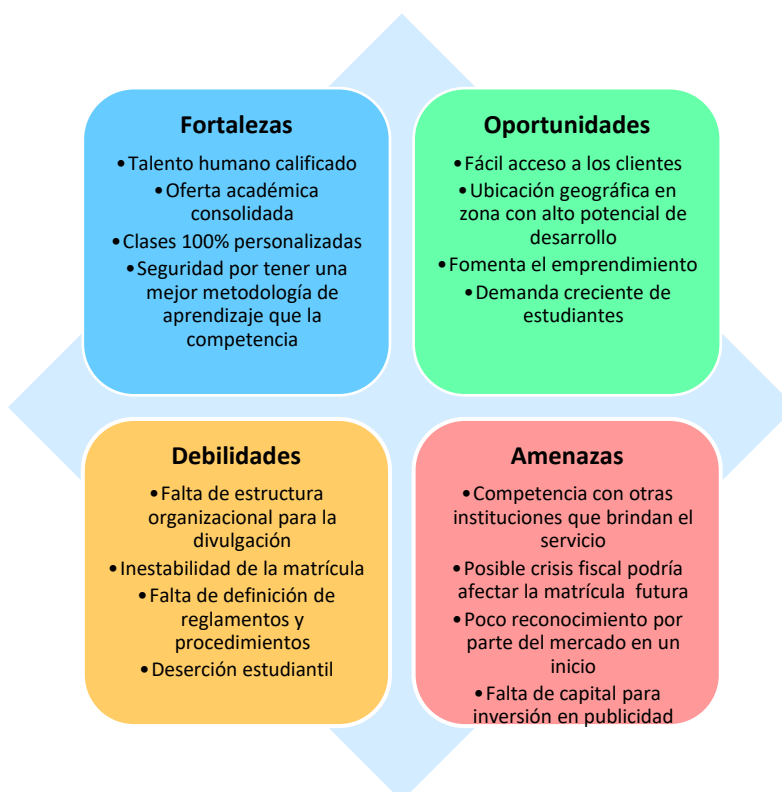 Fortalezas
•Talento humano calificado
•Oferta académica
consolidada
•Clases 100% personalizadas
•Seguridad por tener una
mejor metodología de
aprendizaje que la
competencia
Oportunidades
•Fácil acceso a los clientes
•Ubicación geográfica en
zona con alto potencial de
desarrollo
•Fomenta el emprendimiento
•Demanda creciente de
estudiantes
Debilidades
•Falta de estructura
organizacional para la
divulgación
•Inestabilidad de la matrícula
•Falta de definición de
reglamentos y
procedimientos
•Deserción estudiantil
Amenazas
•Competencia con otras
instituciones que brindan el
servicio
•Posible crisis fiscal podría
afectar la matrícula futura
•Poco reconocimiento por
parte del mercado en un
inicio
•Falta de capital para
inversión en publicidad